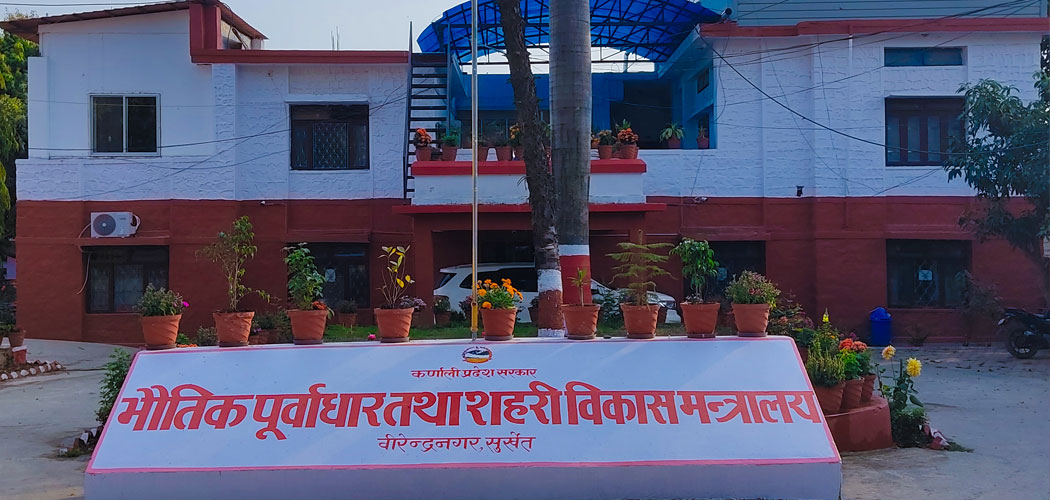 कर्णाली प्रदेश सरकार
भौतिक पूर्वाधार तथा शहरी विकास मन्त्रालय
वीरेन्द्रनगर, सुर्खेत